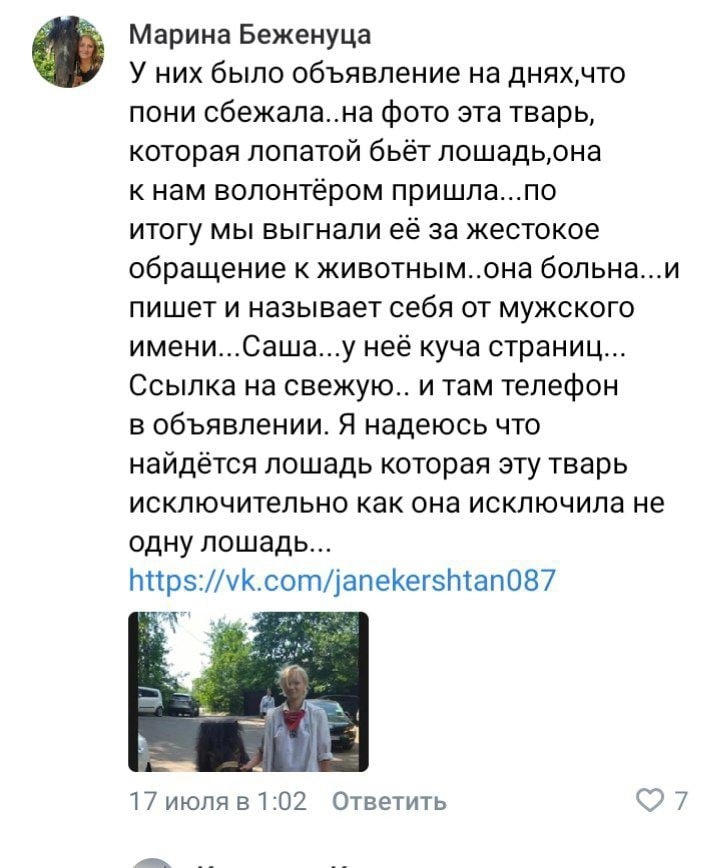 Марина Беженуца
У них было объявление на днях,что
пони сбежала..на фото эта тварь,
которая лопатой бьёт лошадь,она
к нам волонтёром пришла...по
итогу мы выгнали её за жестокое
обращение к животным..она больна...и
пишет и называет себя от мужского
имени...Саша...у неё куча страниц...
Ссылка на свежую.. и там телефон
в объявлении. Я надеюсь что
найдётся лошадь которая эту тварь
исключительно как она исключила не
одну лошадь...
https://vk.com/janekershtan087
17 июля в 1:02 Ответить 7